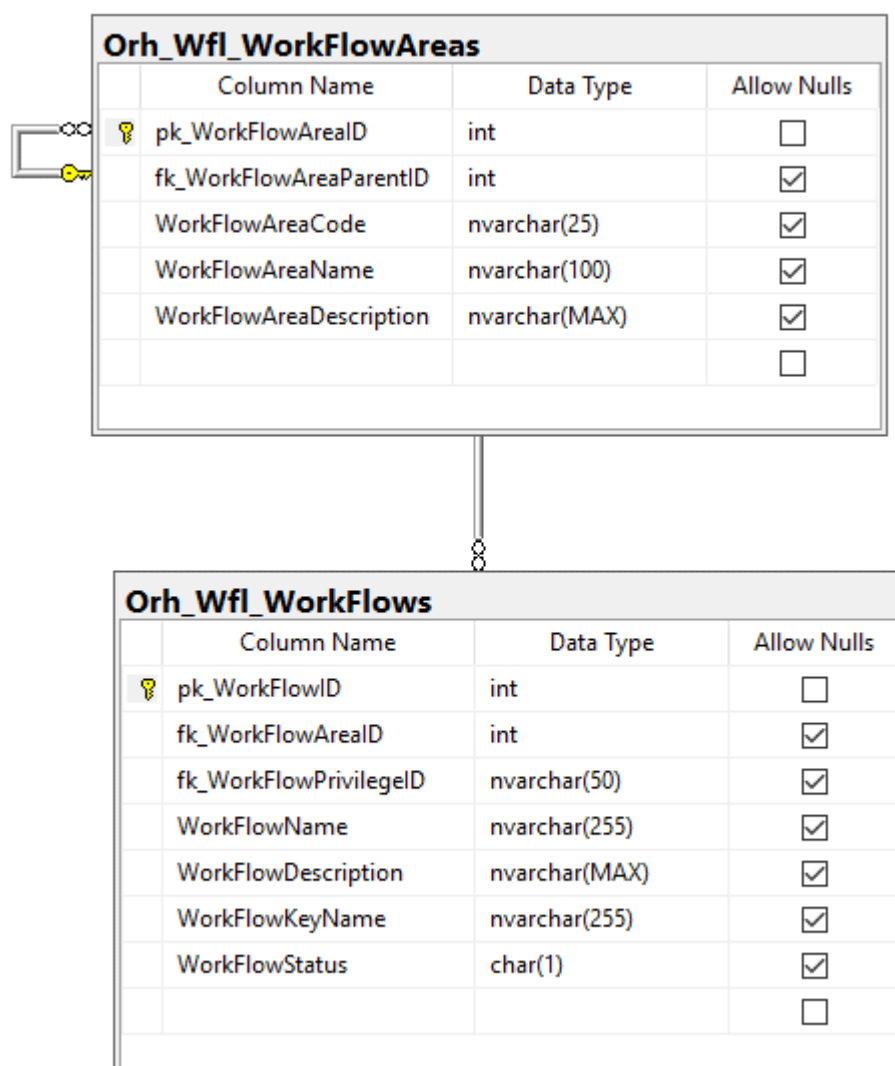 Orh_Wfl_WorkFlowAreas
Column Name Data Type Allow Nulls
pk_WorkFlowAreaID int
fk_WorkFlowAreaParentID int
WorkFlowAreaCode nvarchar(25)
WorkFlowAreaName nvarchar(100)
WorkFlowAreaDescription nvarchar(MAX)
Orh_Wfl_WorkFlows
Column Name Data Type Allow Nulls
pk_WorkFlowID int
fk_WorkFlowAreaID int
fk_WorkFlowPrivilegeID nvarchar(50)
WorkFlowName nvarchar(255)
WorkFlowDescription nvarchar(MAX)
WorkFlowKeyName nvarchar(255)
WorkFlowStatus char(1)